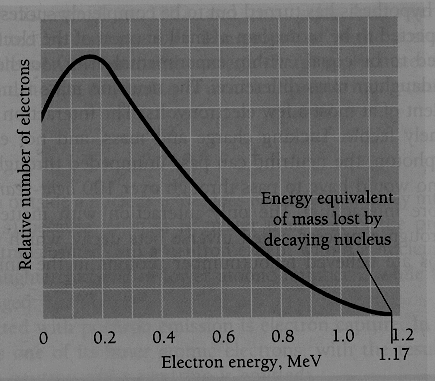 Relative number of electrons
Energy equivalent
of mass lost by
decaying nucleus
0 0.2 0.4 0.6 0.8 1.0 1.2
1.17
Electron energy, MeV